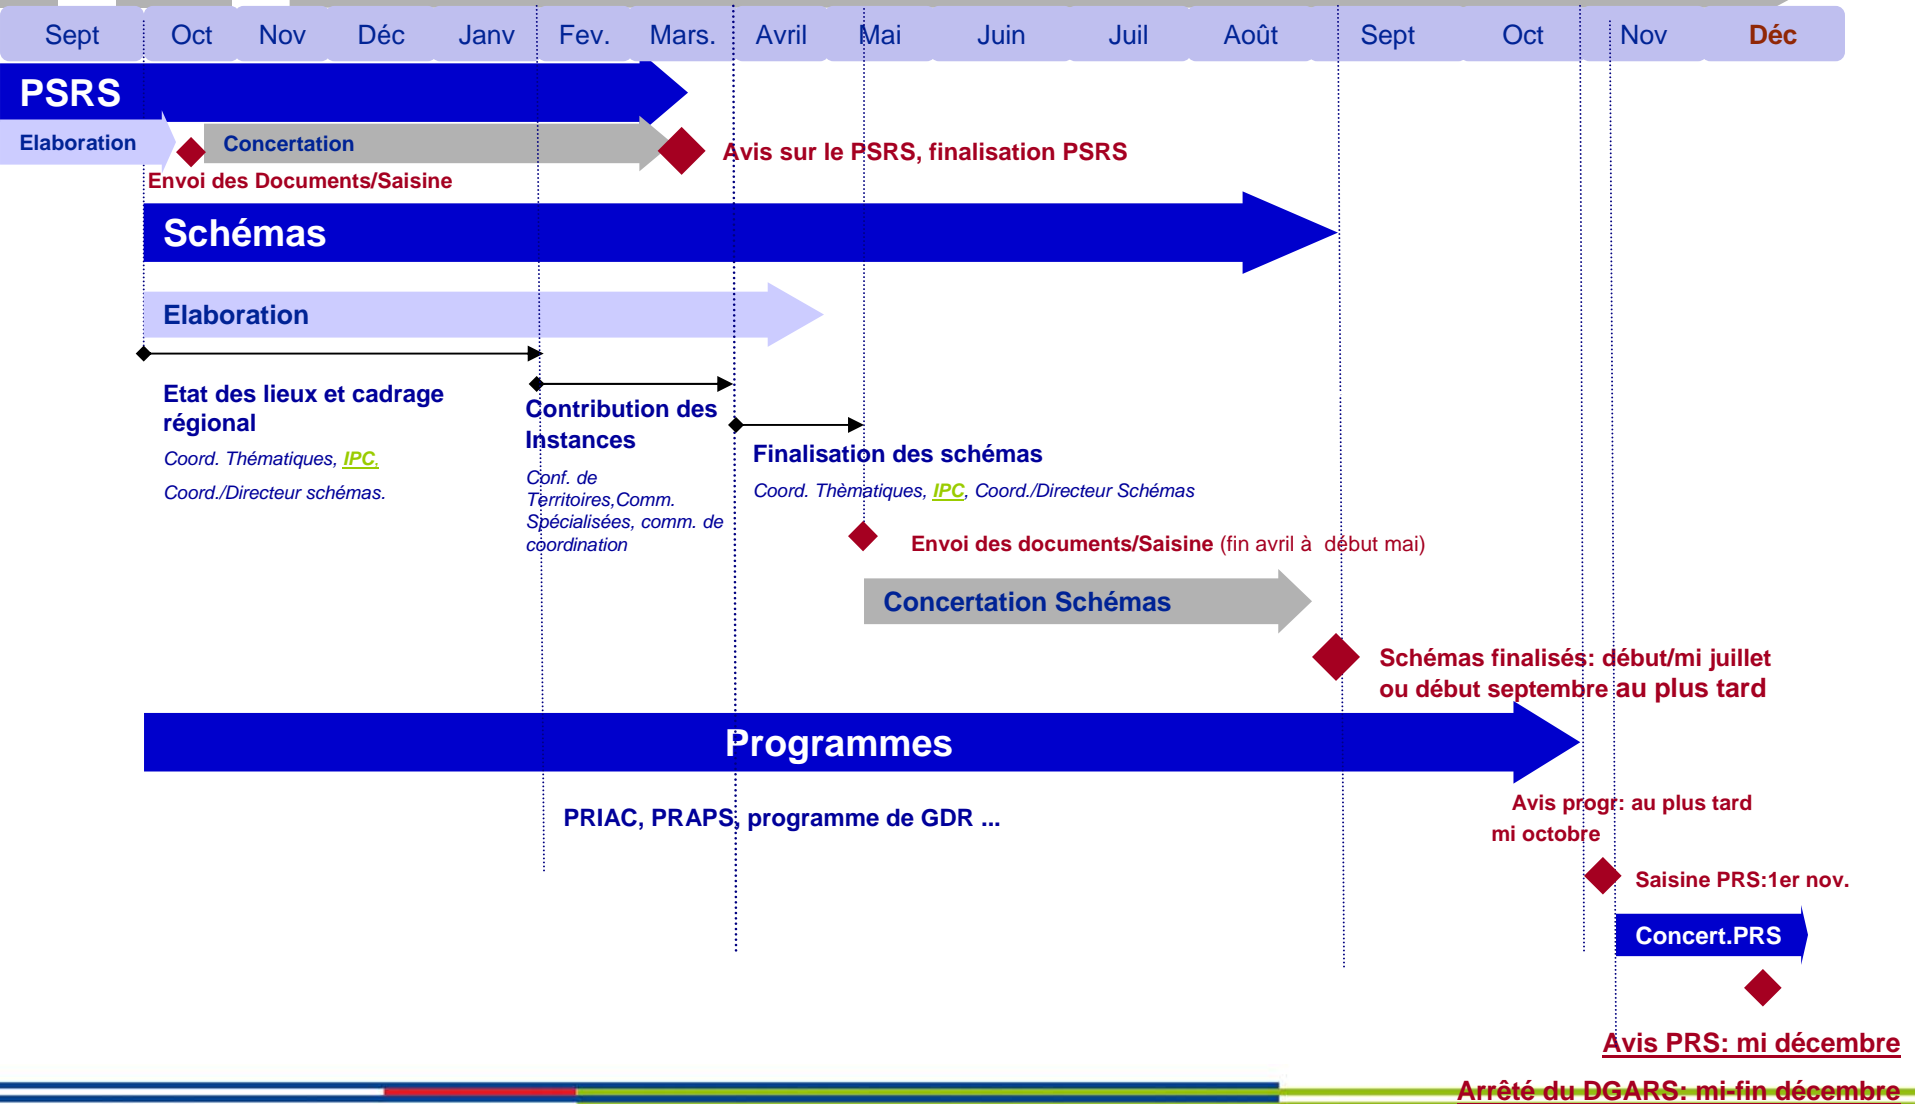 Sept Oct Nov Déc Janv Fev. Mars. Avril Mai Juin Juil Août Sept Oct Nov Déc
PSRS
Elaboration
Concertation
Avis sur le PSRS, finalisation PSRS
Envoi des Documents/Saisine
Schémas
Elaboration
Etat des lieux et cadrage
régional
Coord. Thématiques, IPC,
Coord./Directeur schémas.
Contribution des
Instances
Conf. de
Territoires,Comm.
Spécialisées, comm. de
coordination
Finalisation des schémas
Coord. Thèmatiques, IPC, Coord./Directeur Schémas
Envoi des documents/Saisine (fin avril à début mai)
Concertation Schémas
Schémas finalisés: début/mi juillet
ou début septembre au plus tard
Programmes
PRIAC, PRAPS, programme de GDR ...
Avis progr: au plus tard
mi octobre
Saisine PRS:1er nov.
Concert.PRS
Avis PRS: mi décembre
Arrêté du DGARS: mi-fin décembre